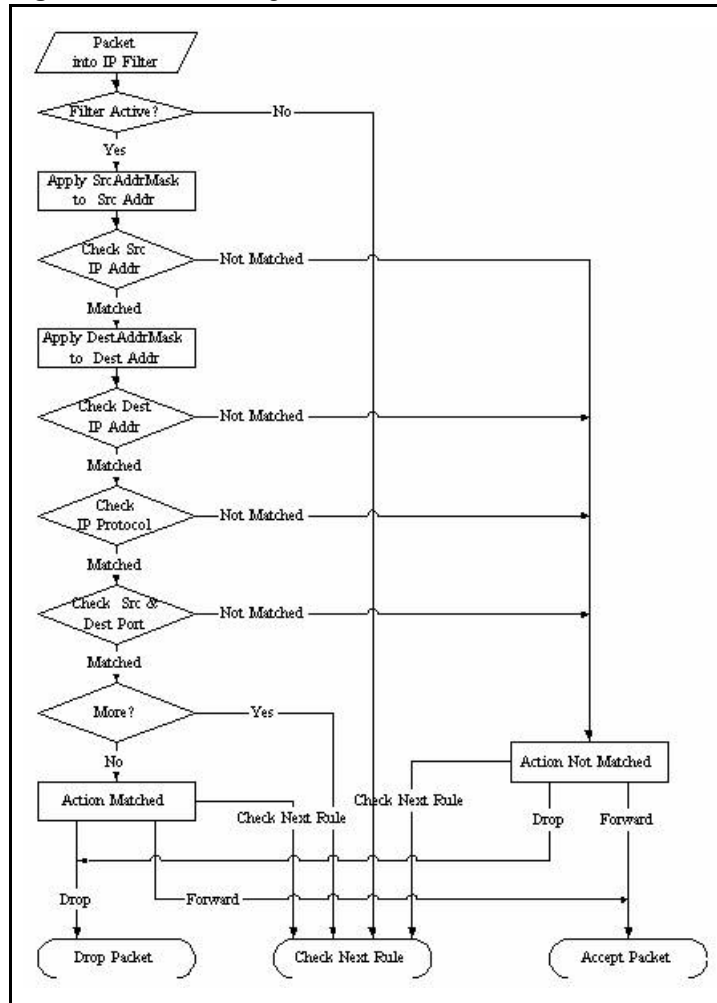 Packet
into IP Filter
Filter Active?
No
Yes
Apply SrcAddrMask
to Src Addr
Check Src
IP Addr
Not Matched
Matched
Apply DestAddrMask
to Dest Addr
Check Dest
IP Addr
Not Matched
Matched
Check
IP Protocol
Not Matched
Matched
Check Src &
Dest Port
Not Matched
Matched
More?
Yes
No
Action Not Matched
Action Matched
Check Next Rule
Check Next Rule
Drop
Forward
Drop
Forward
Drop Packet
Check Next Rule
Accept Packet